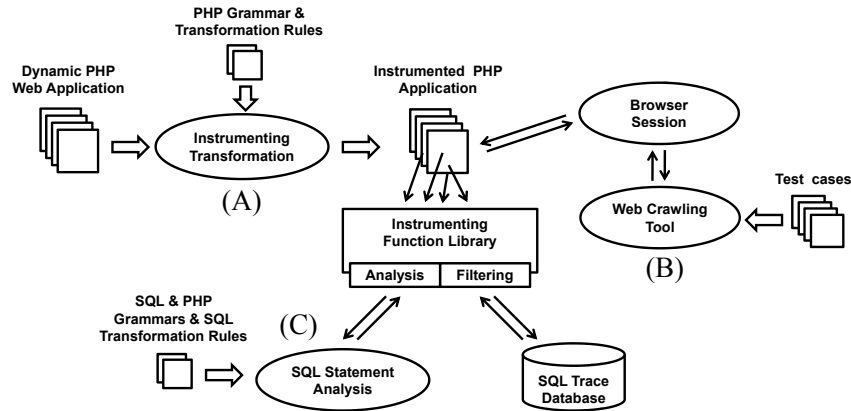 PHP Grammar &
Transformation Rules
Dynamic PHP
Web Application
Instrumented PHP
Application
Browser
Session
Instrumenting
Transformation
(A)
Test cases
Instrumenting
Function Library
Web Crawling
Tool
(B)
Analysis
Filtering
SQL & PHP
Grammars & SQL
Transformation Rules
(C)
SQL Statement
Analysis
SQL Trace
Database